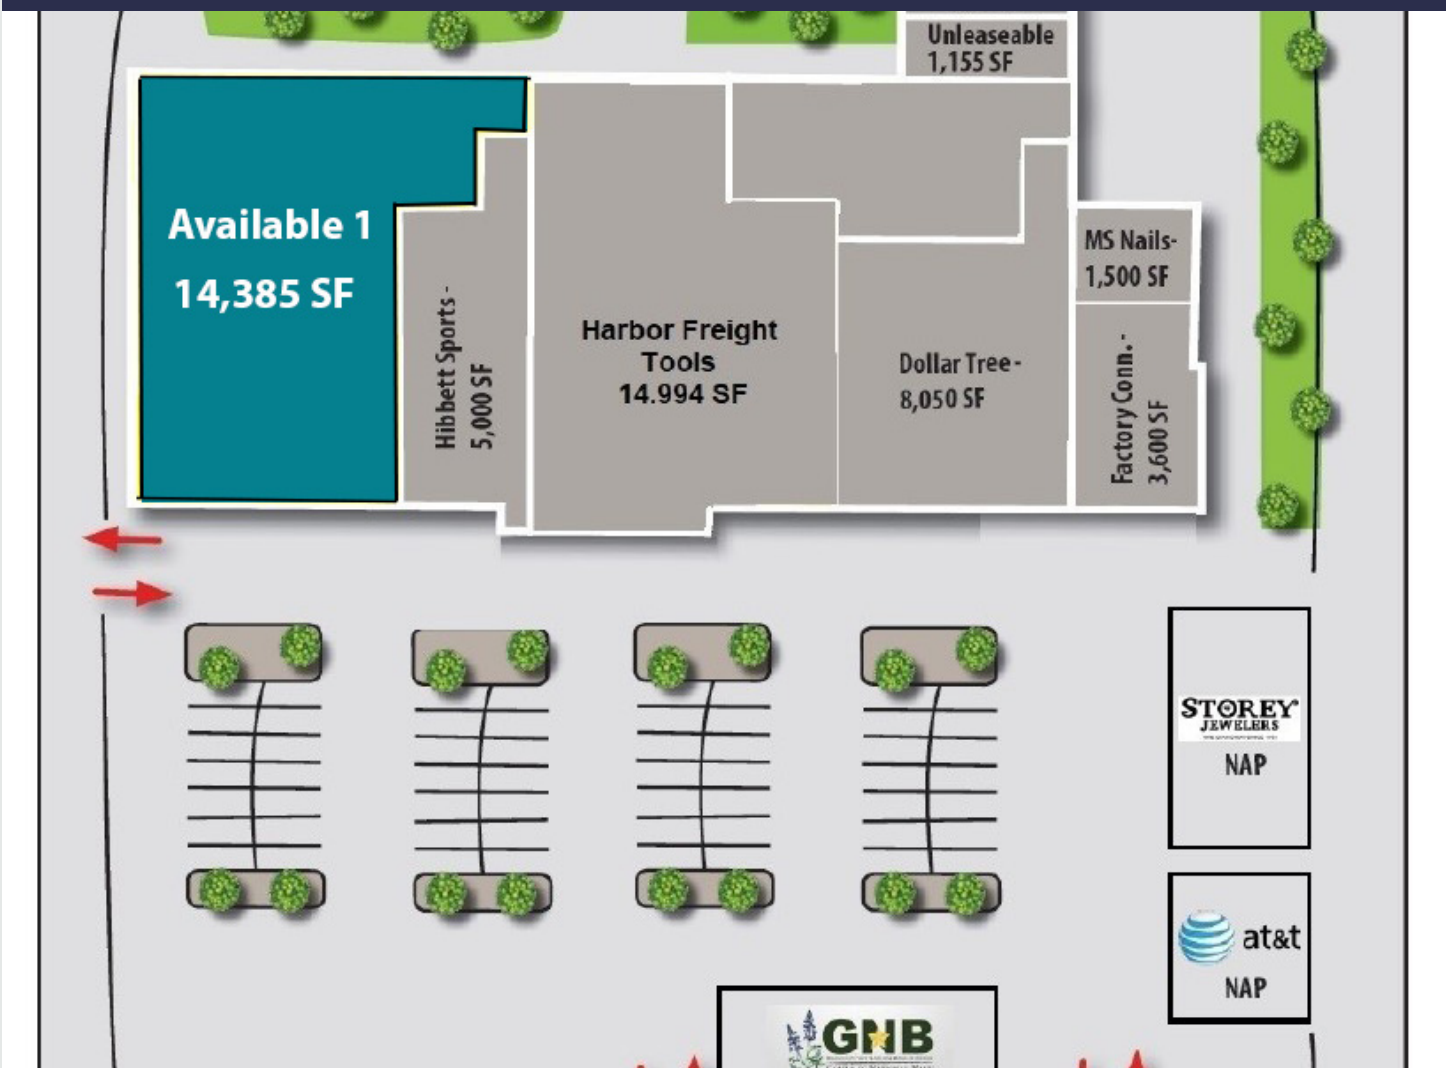 Unleaseable
1,155 SF
Available 1
14,385 SF
Hibbett Sports -
5,000 SF
Harbor Freight
Tools
14.994 SF
Dollar Tree -
8,050 SF
MS Nails-
1,500 SF
Factory Conn. -
3,600 SF
STOREY
JEWELERS
NAP
at&t
NAP
GNB